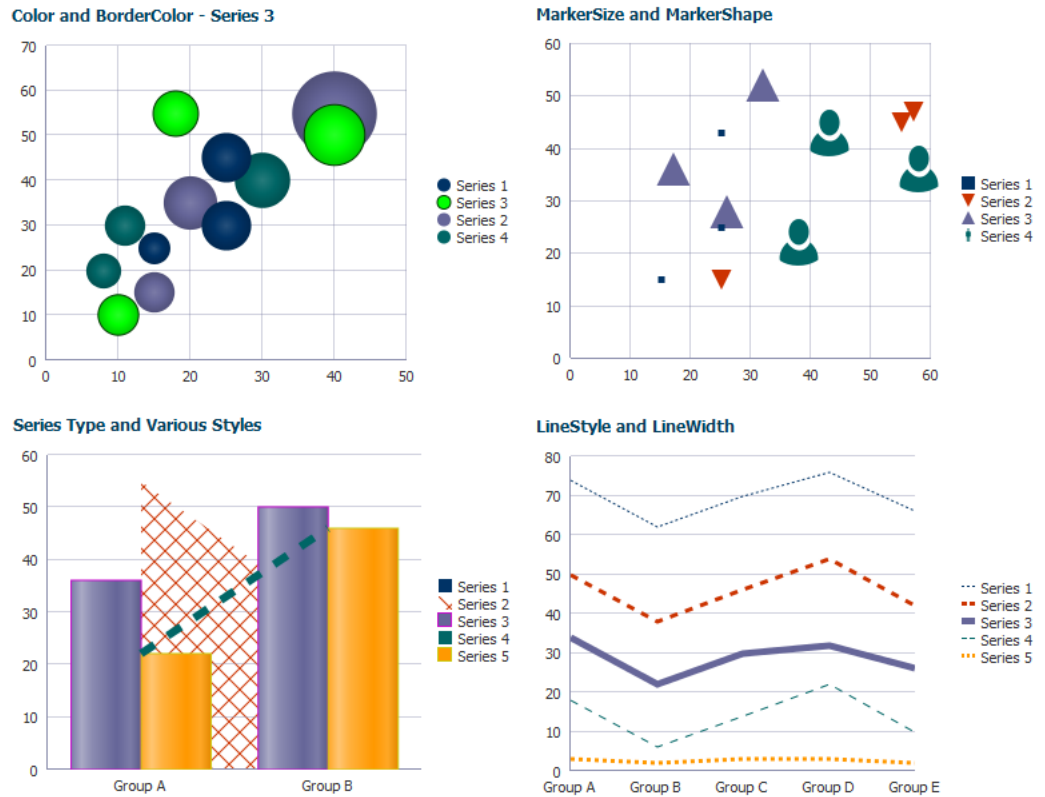 Color and BorderColor - Series 3
70
60
50
40
30
20
10
0
0 10 20 30 40 50
Series 1
Series 3
Series 2
Series 4
MarkerSize and MarkerShape
60
50
40
30
20
10
0
0 10 20 30 40 50 60
Series 1
Series 2
Series 3
Series 4
Series Type and Various Styles
60
50
40
30
20
10
0
Group A Group B
Series 1
Series 2
Series 3
Series 4
Series 5
LineStyle and LineWidth
80
70
60
50
40
30
20
10
0
Group A Group B Group C Group D Group E
Series 1
Series 2
Series 3
Series 4
Series 5